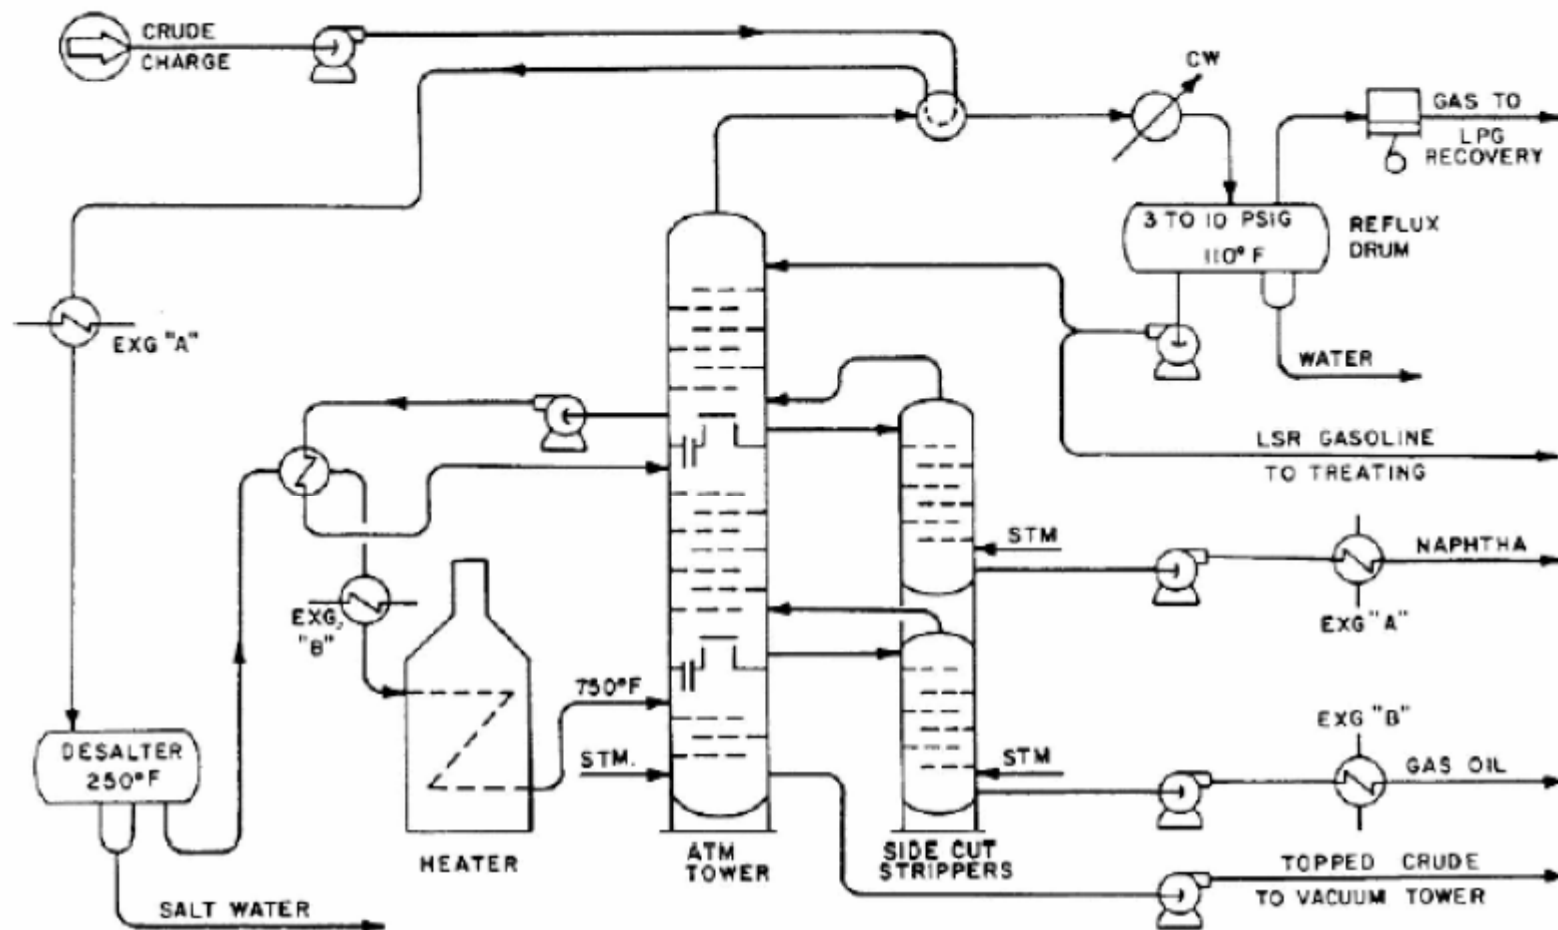 CRUDE
CHARGE
CW
GAS TO
LPG
RECOVERY
3 TO 10 PSIG
110° F
REFLUX
DRUM
EXG "A"
WATER
LSR GASOLINE
TO TREATING
STM
NAPHTHA
EXG "A"
EXG,
"B"
750°F
DESALTER
250°F
STM.
STM
EXG "B"
GAS OIL
HEATER
ATM
TOWER
SIDE CUT
STRIPPERS
TOPPED CRUDE
TO VACUUM TOWER
SALT WATER